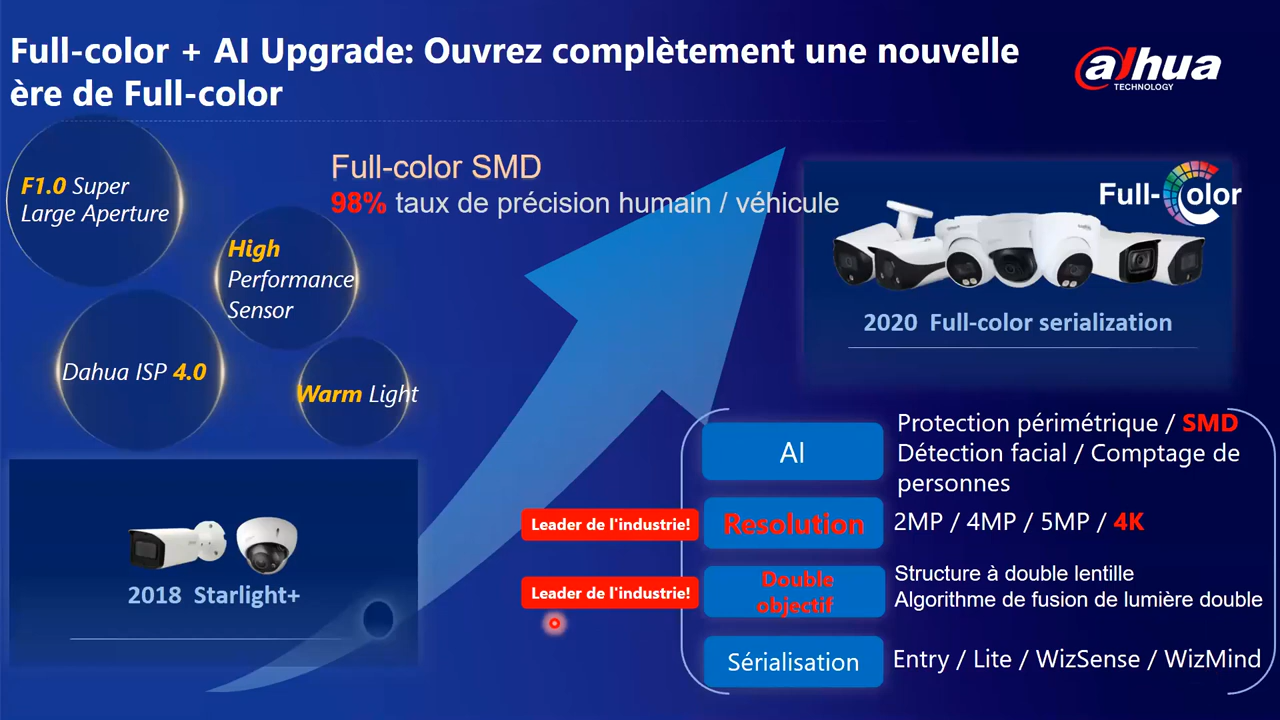 Full-color + AI Upgrade: Ouvrez complètement une nouvelle
ère de Full-color
alhua
TECHNOLOGY
F1.0 Super
Large Aperture
High
Performance
Sensor
Dahua ISP 4.0
Warm Light
Full-color SMD
98% taux de précision humain / véhicule
Full-Color
2020 Full-color serialization
2018 Starlight+
AI
Protection périmétrique / SMD
Détection facial / Comptage de
personnes
Leader de l'industrie!
Resolution
2MP / 4MP / 5MP / 4K
Leader de l'industrie!
Double
objectif
Structure à double lentille
Algorithme de fusion de lumière double
Sérialisation
Entry / Lite / WizSense / WizMind